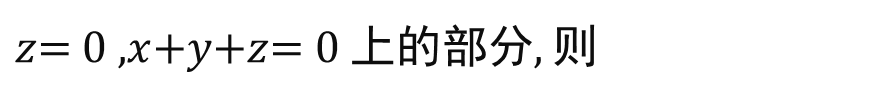 z= 0 ,x+y+z= 0 上的部分, 则